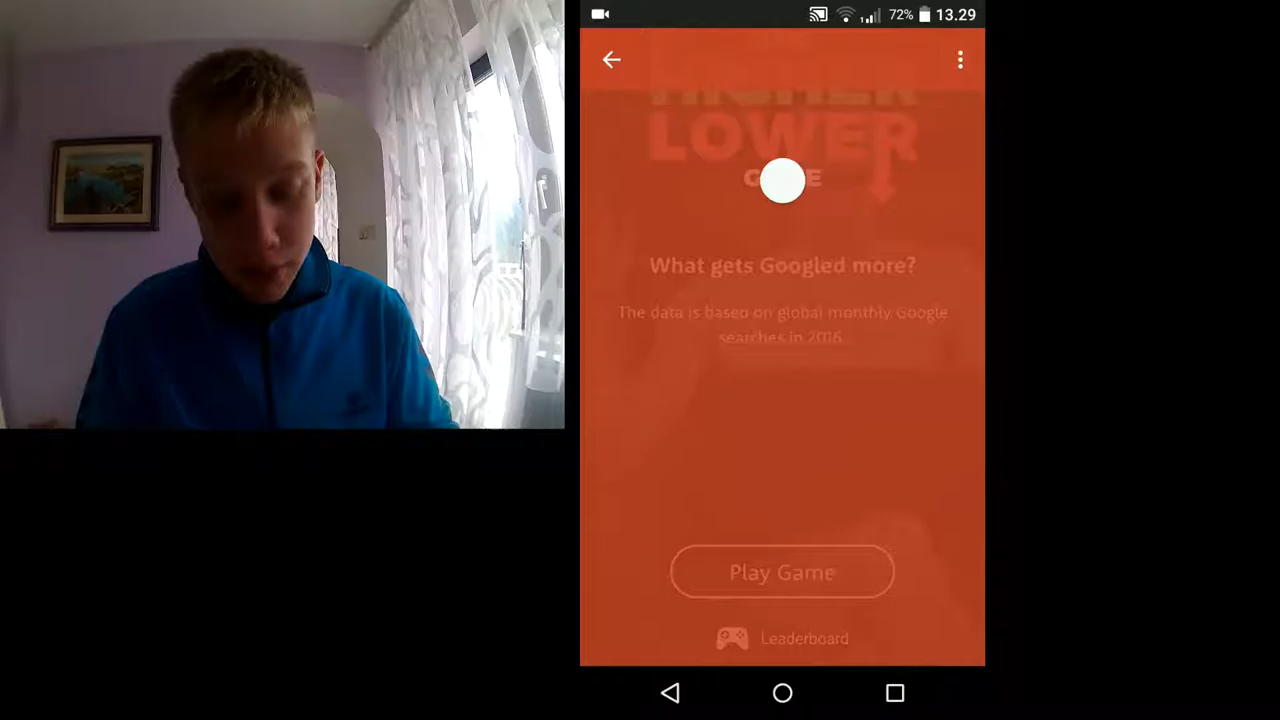 72% 13.29
HIGHER
LOWER
What gets Googled more?
The data is based on global monthly Google
searches in 2016.
Play Game
Leaderboard